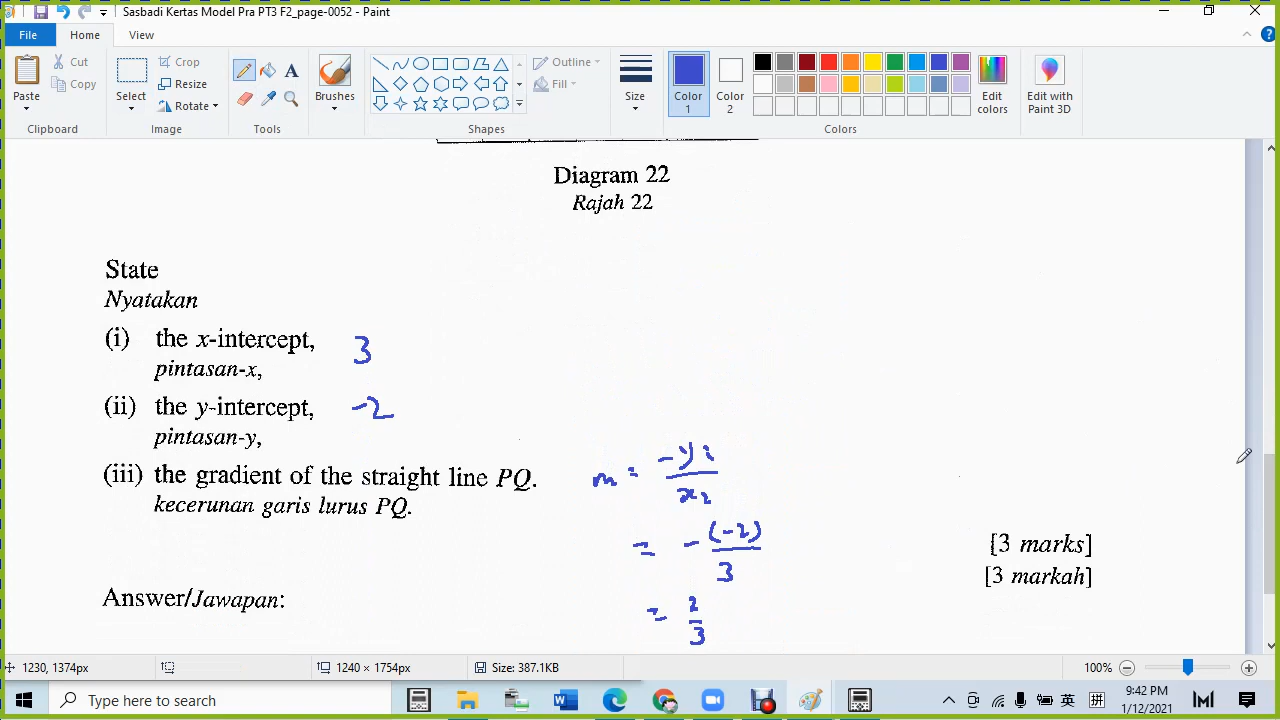 Sasbadi Kertas Model Pra PT3 F2_page-0052 - Paint
File Home View
Paste Cut Copy Clipboard
Select Crop Resize Rotate Image
Tools
Brushes
Shapes Outline Fill
Size
Color 1 Color 2 Colors Edit colors
Edit with Paint 3D
Diagram 22
Rajah 22
State
Nyatakan
(i) the x-intercept, 3
pintasan-x,
(ii) the y-intercept, -2
pintasan-y,
(iii) the gradient of the straight line PQ.
kecerunan garis lurus PQ.
m = -yi/x2
= -(-2)/3
= 2/3
[3 marks]
[3 markah]
Answer/Jawapan:
1230, 1374px 1240 × 1754px Size: 387.1KB 100%
Type here to search
英 拼 9:42 PM
1/12/2021